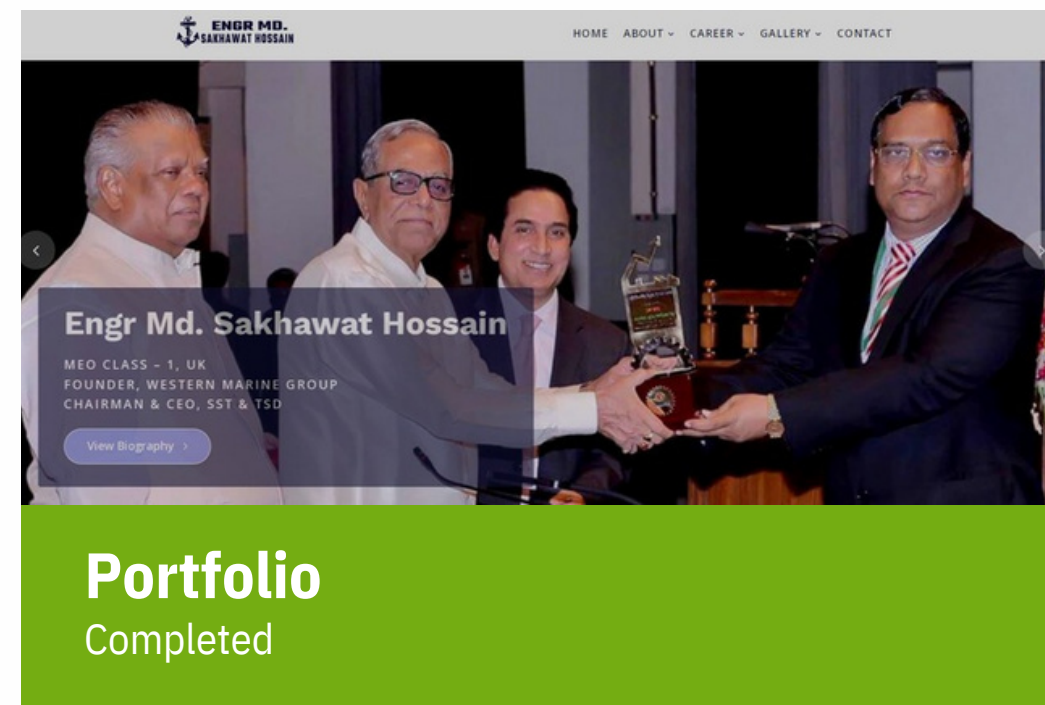 ENGR MD.
SAKHAWAT HOSSAIN
HOME ABOUT CAREER GALLERY CONTACT
Engr Md. Sakhawat Hossain
MEO CLASS – 1, UK
FOUNDER, WESTERN MARINE GROUP
CHAIRMAN & CEO, SST & TSD
View Biography
Portfolio
Completed